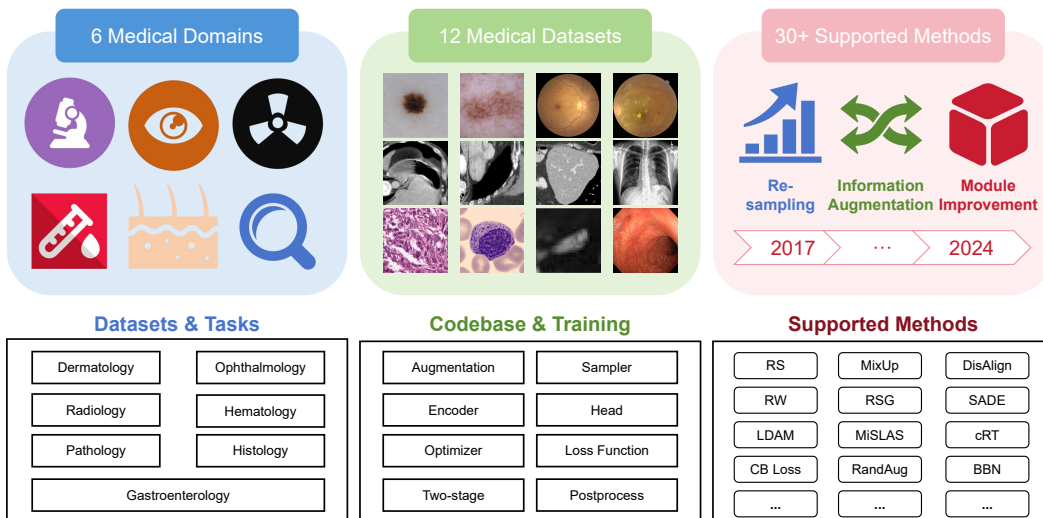 6 Medical Domains
12 Medical Datasets
30+ Supported Methods
Re-
sampling
Information
Augmentation
Module
Improvement
2017
...
2024
Datasets & Tasks
Dermatology
Ophthalmology
Radiology
Hematology
Pathology
Histology
Gastroenterology
Codebase & Training
Augmentation
Sampler
Encoder
Head
Optimizer
Loss Function
Two-stage
Postprocess
Supported Methods
RS
MixUp
DisAlign
RW
RSG
SADE
LDAM
MiSLAS
cRT
CB Loss
RandAug
BBN
...
...
...